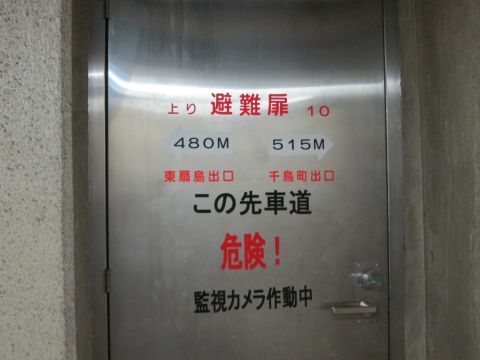 上り 避難扉 10
480M 515M
東扇島出口 千鳥町出口
この先車道
危険！
監視カメラ作動中